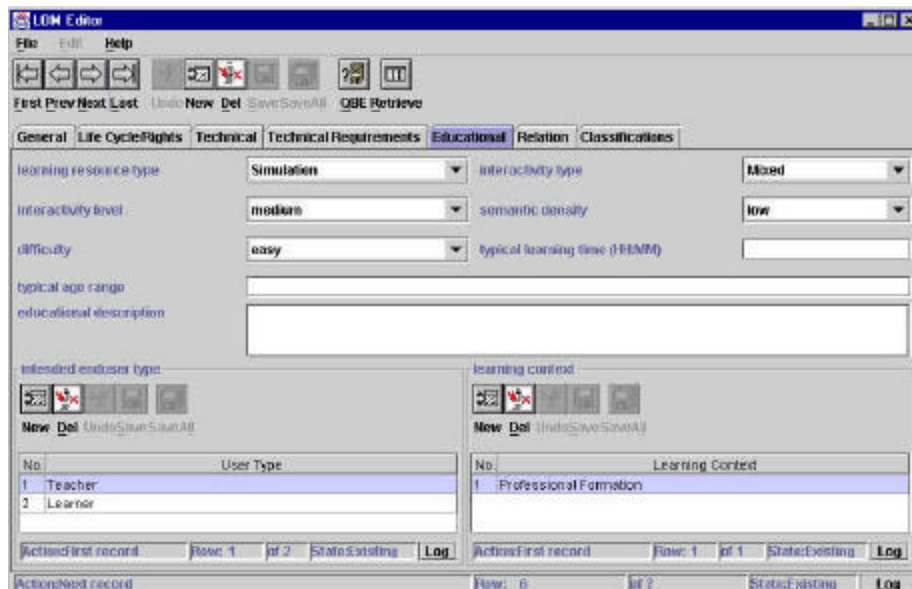 LOM Editor
File Edit Help
First Prev Next Last Undo New Del Save SaveAll QBE Retrieve
General Life Cycle/Rights Technical Technical Requirements Educational Relation Classifications
learning resource type Simulation interactivity type Mixed
interactivity level medium semantic density low
difficulty easy typical learning time (HH:MM)
typical age range
educational description
intended enduser type learning context
New Del Undo Save SaveAll New Del Undo Save SaveAll
No. User Type No. Learning Context
1 Teacher 1 Professional Formation
2 Learner
Action:First record Row: 1 of 2 State:Existing Log Action:First record Row: 1 of 1 State:Existing Log
Action:Next record Row: 6 of 7 State:Existing Log